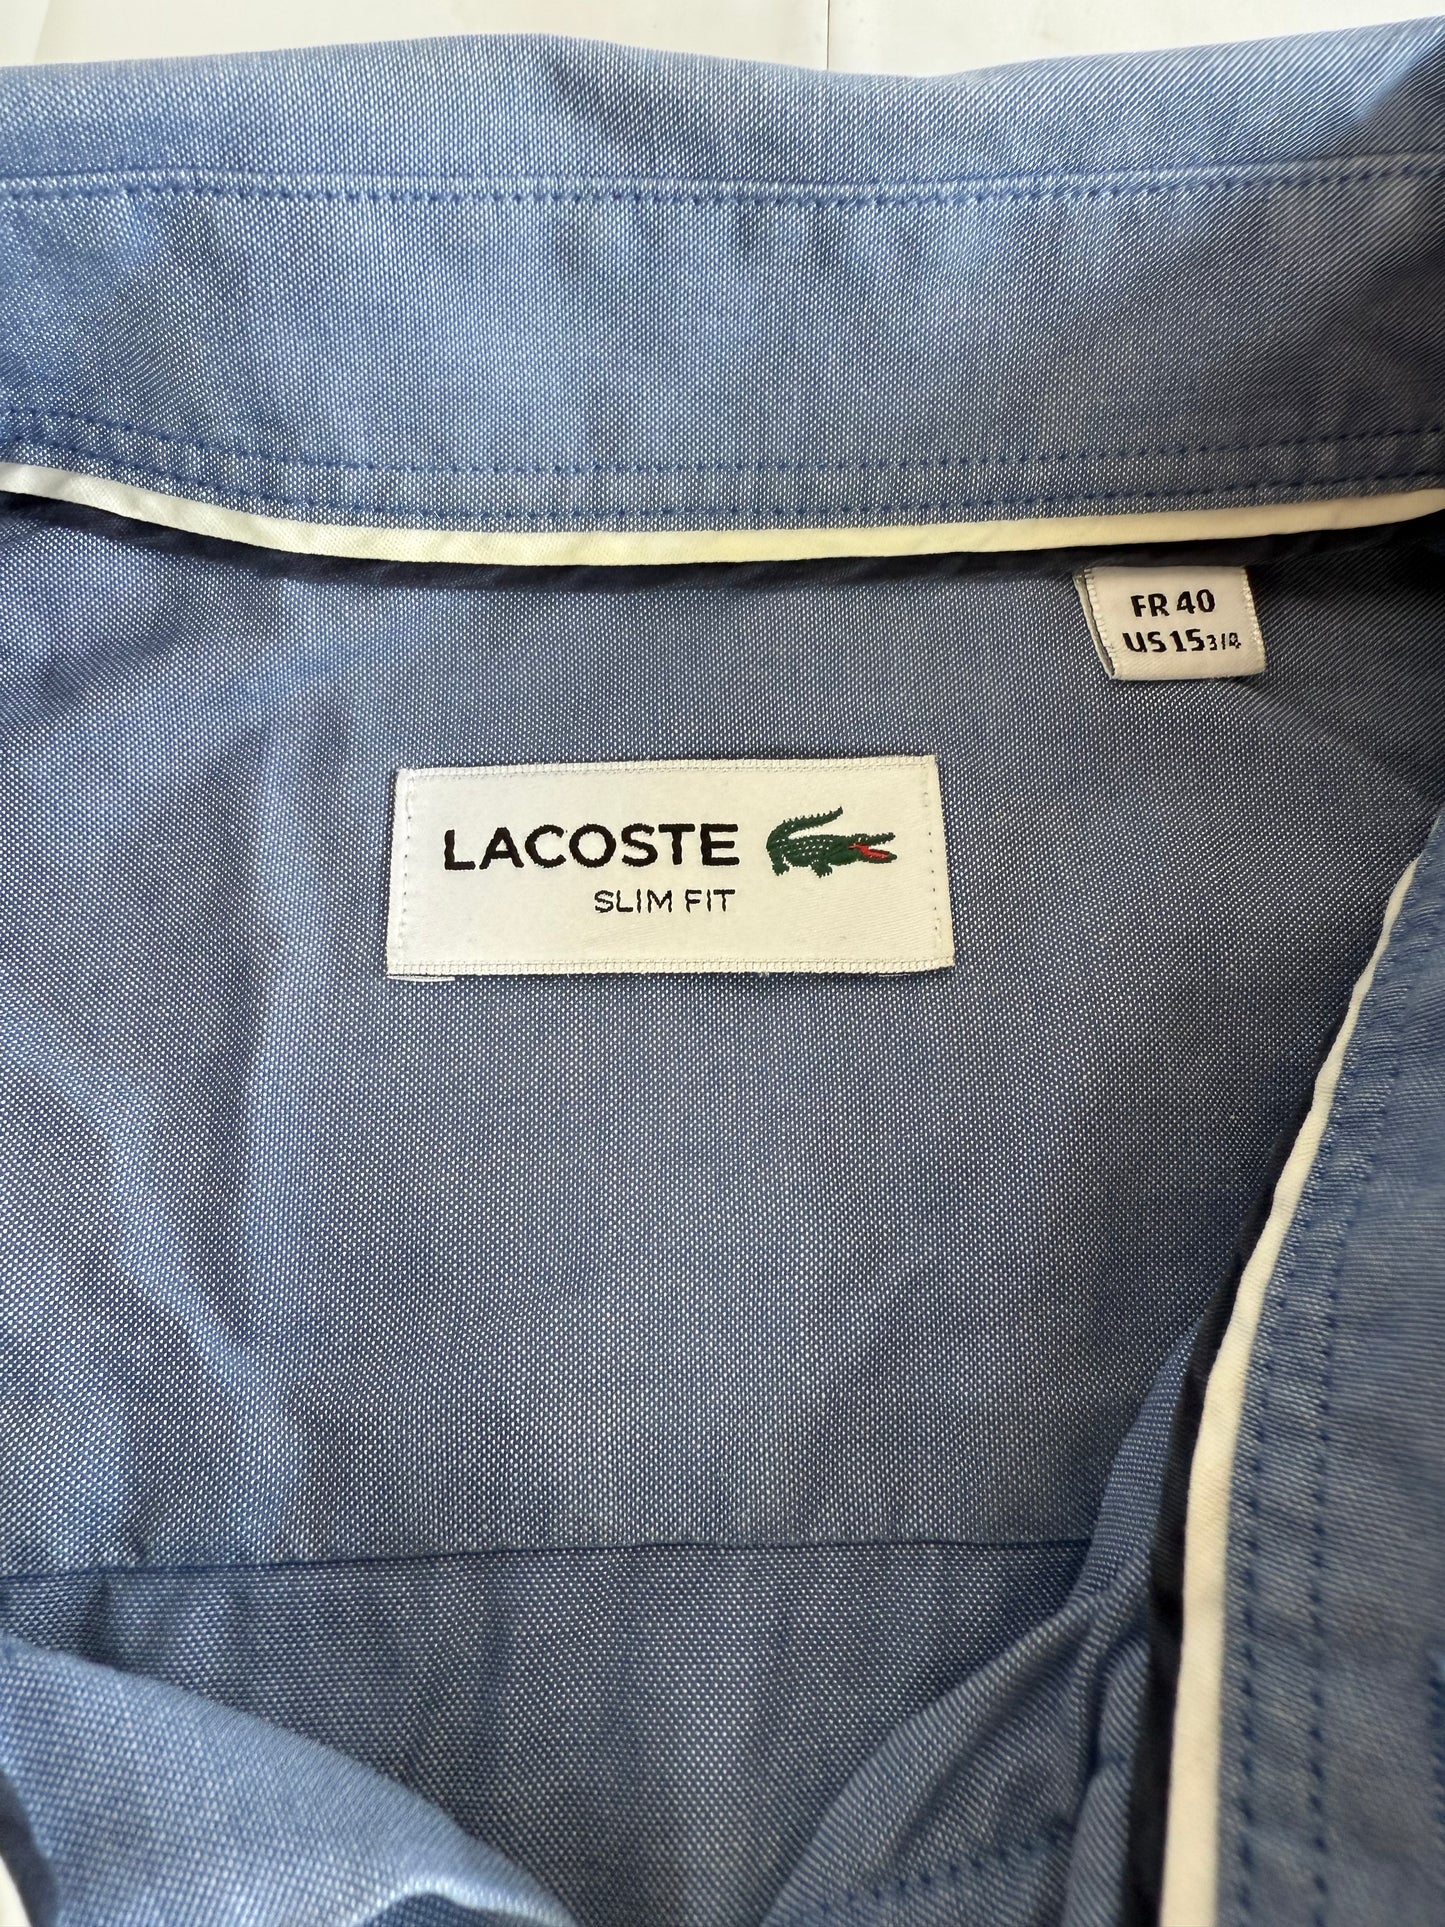 FR 40
US 15 3/4
LACOSTE
SLIM FIT